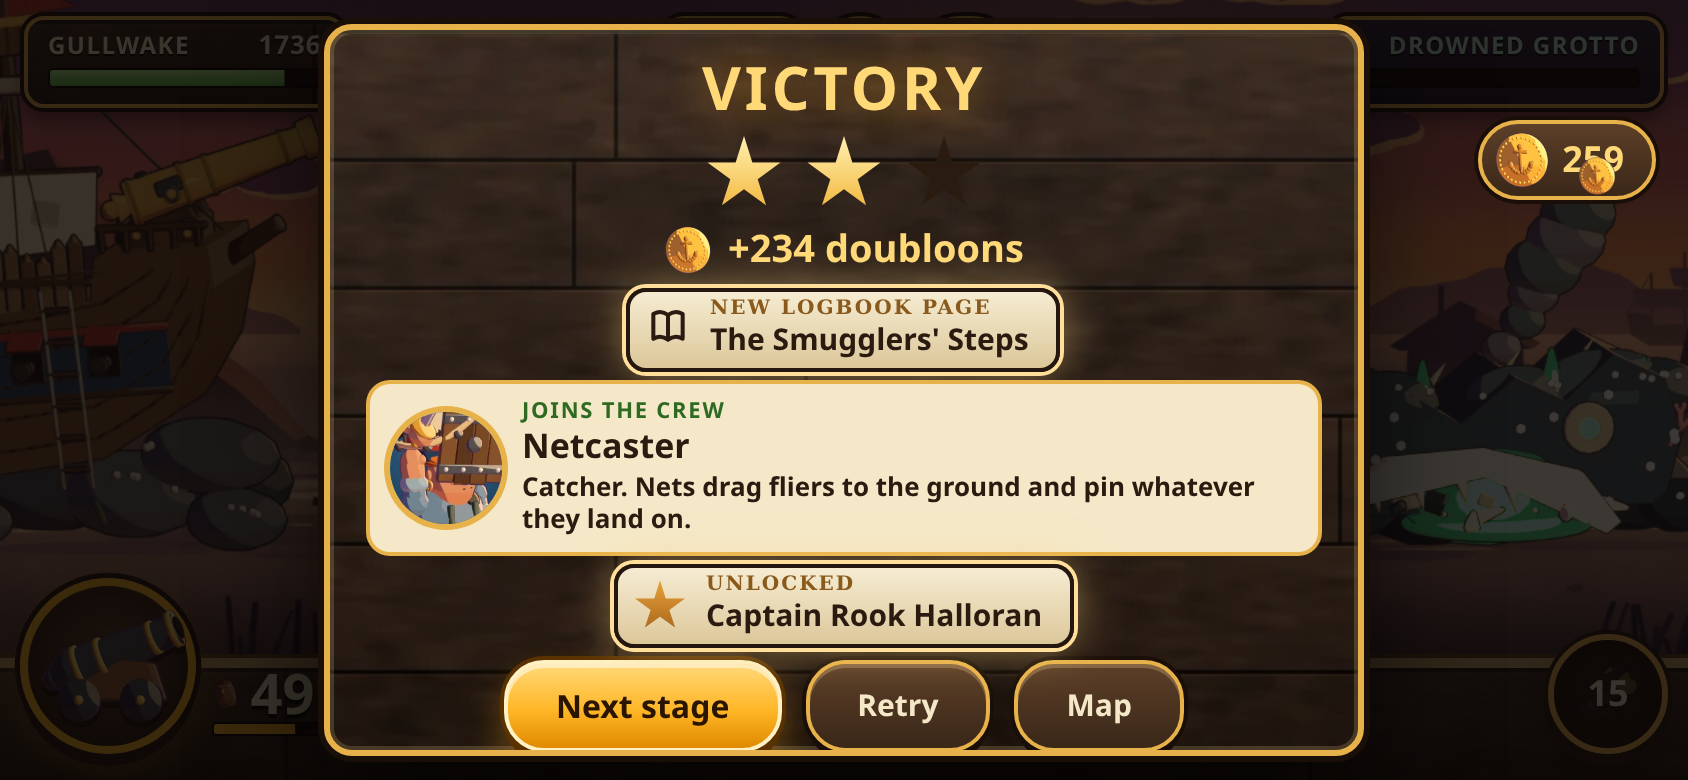 GULLWAKE 1736
DROWNED GROTTO
VICTORY
259
+234 doubloons
NEW LOGBOOK PAGE
The Smugglers' Steps
JOINS THE CREW
Netcaster
Catcher. Nets drag fliers to the ground and pin whatever
they land on.
UNLOCKED
Captain Rook Halloran
49
15
Next stage
Retry
Map